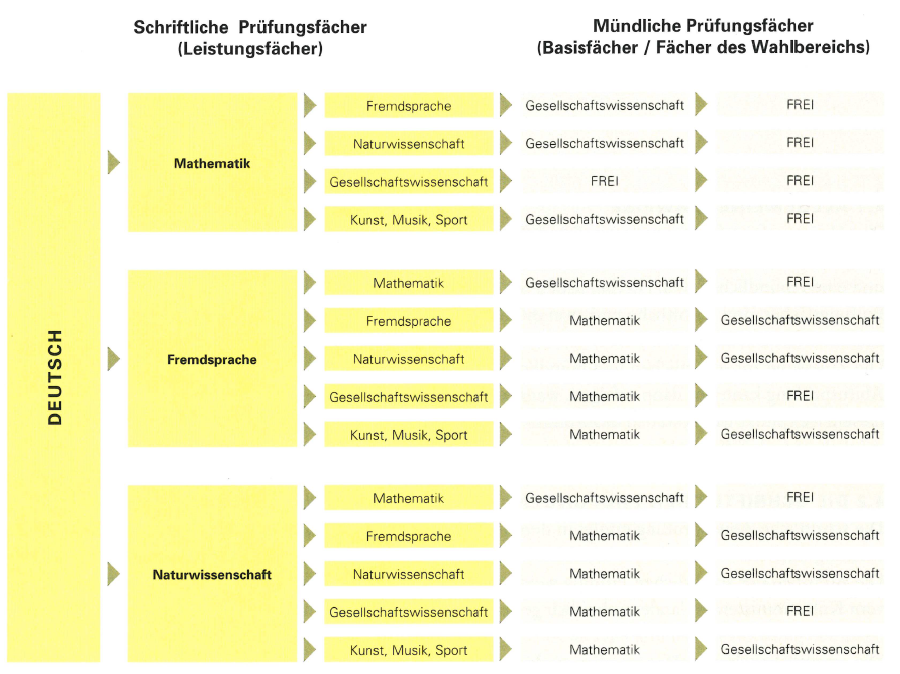 Schriftliche Prüfungsfächer
(Leistungsfächer)
Mündliche Prüfungsfächer
(Basisfächer / Fächer des Wahlbereichs)
DEUTSCH
Mathematik
Fremdsprache Gesellschaftswissenschaft FREI
Naturwissenschaft Gesellschaftswissenschaft FREI
Gesellschaftswissenschaft FREI FREI
Kunst, Musik, Sport Gesellschaftswissenschaft FREI
Fremdsprache
Mathematik Gesellschaftswissenschaft FREI
Fremdsprache Mathematik Gesellschaftswissenschaft
Naturwissenschaft Mathematik Gesellschaftswissenschaft
Gesellschaftswissenschaft Mathematik FREI
Kunst, Musik, Sport Mathematik Gesellschaftswissenschaft
Naturwissenschaft
Mathematik Gesellschaftswissenschaft FREI
Fremdsprache Mathematik Gesellschaftswissenschaft
Naturwissenschaft Mathematik Gesellschaftswissenschaft
Gesellschaftswissenschaft Mathematik FREI
Kunst, Musik, Sport Mathematik Gesellschaftswissenschaft